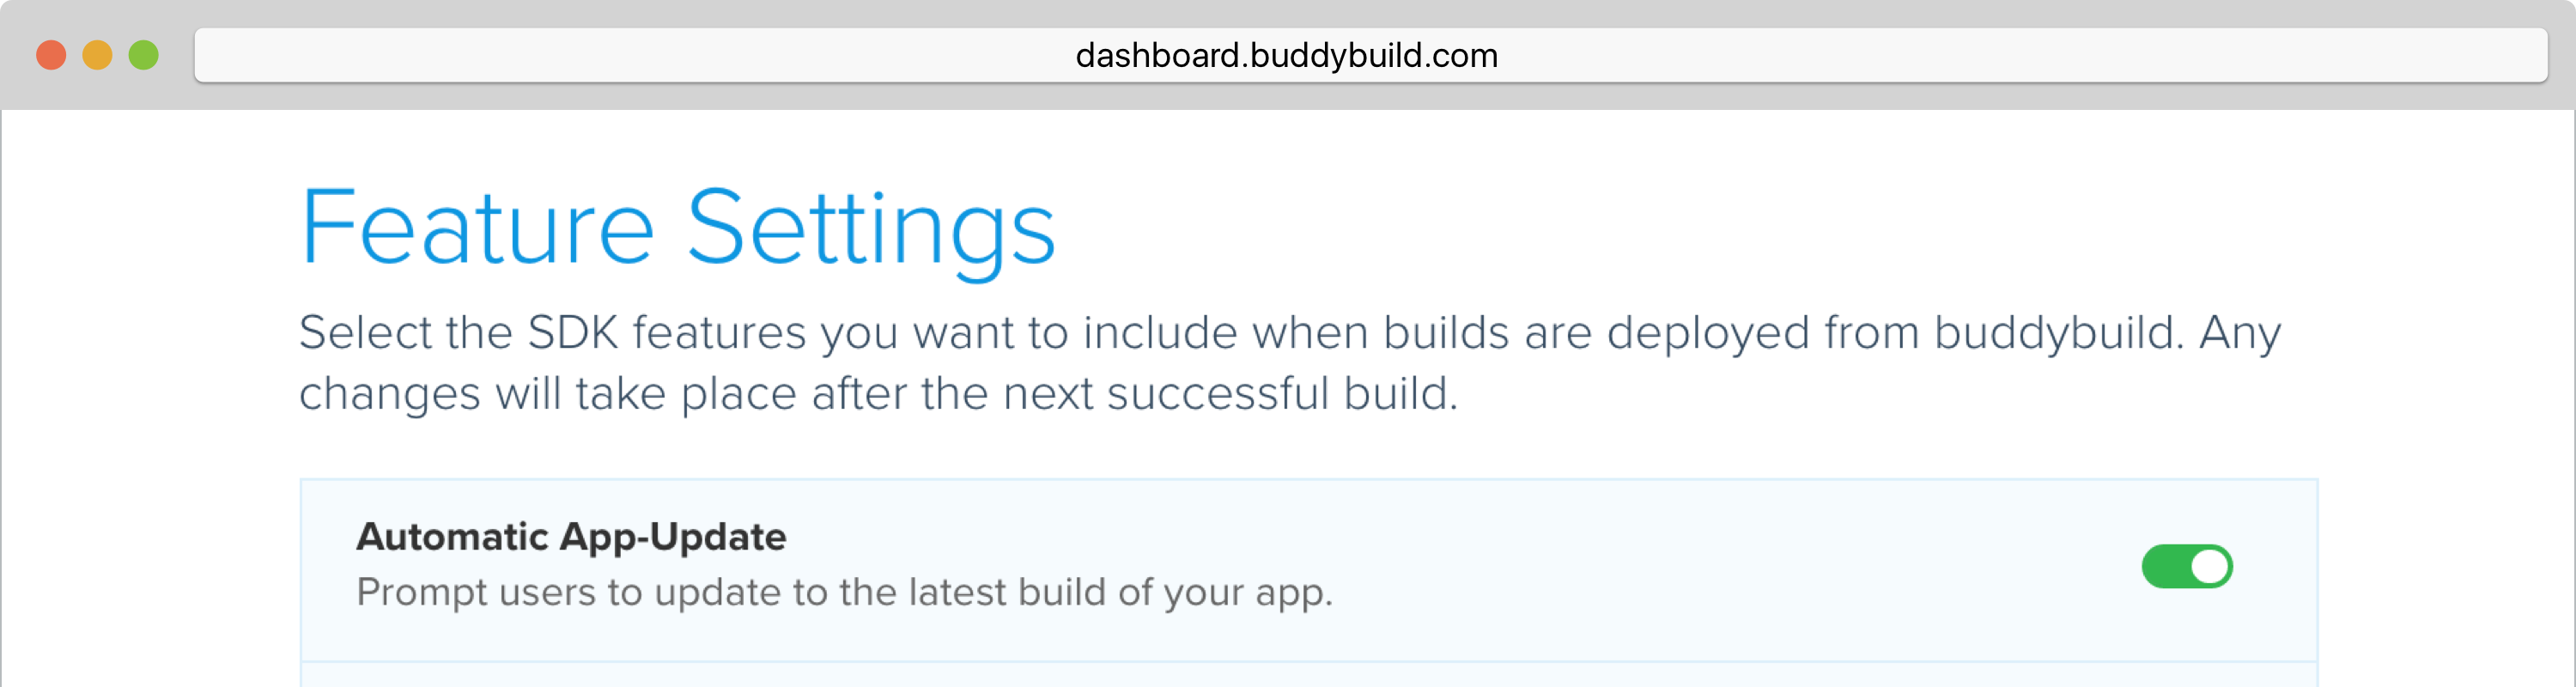 dashboard.buddybuild.com
Feature Settings
Select the SDK features you want to include when builds are deployed from buddybuild. Any
changes will take place after the next successful build.
Automatic App-Update
Prompt users to update to the latest build of your app.